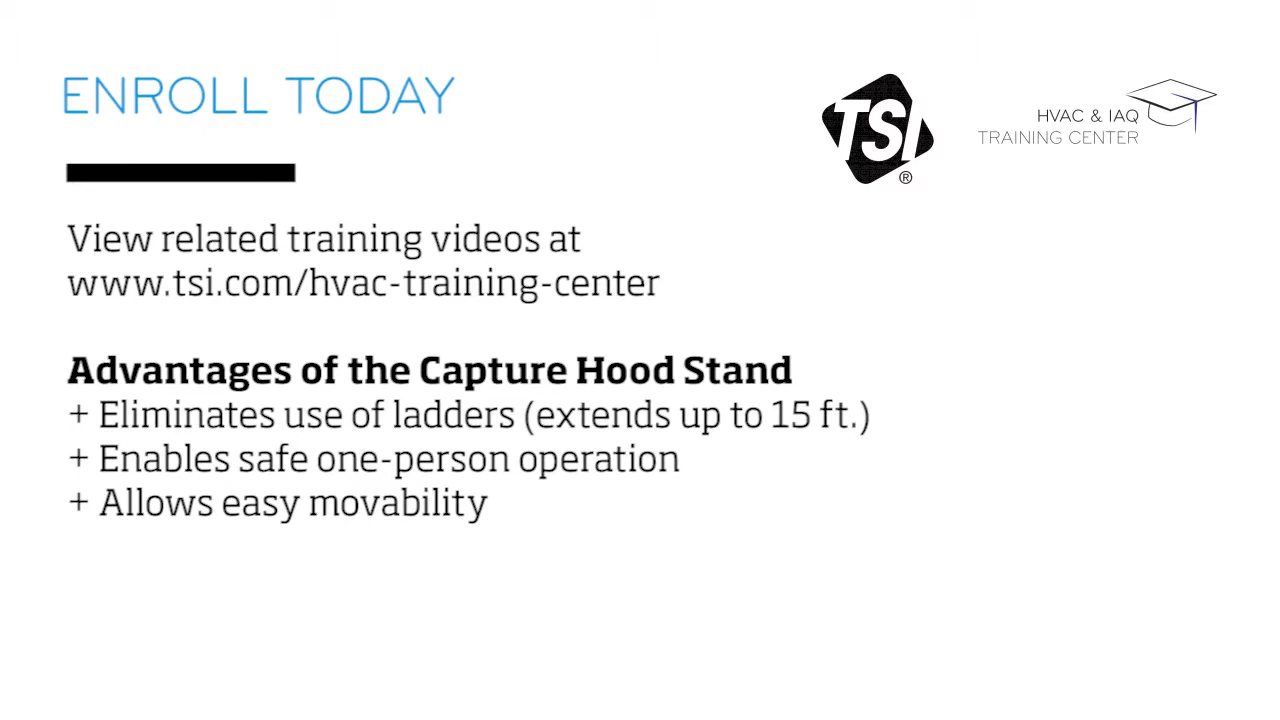 ENROLL TODAY
TSI
®
HVAC & IAQ
TRAINING CENTER
View related training videos at
www.tsi.com/hvac-training-center
Advantages of the Capture Hood Stand
+ Eliminates use of ladders (extends up to 15 ft.)
+ Enables safe one-person operation
+ Allows easy movability